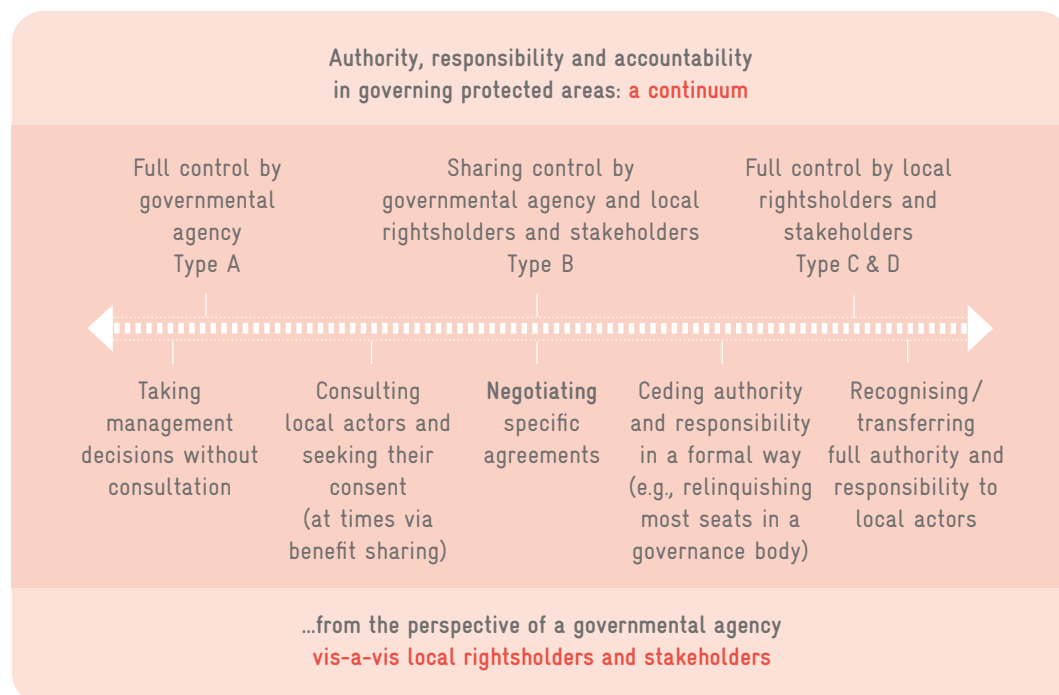 Authority, responsibility and accountability
in governing protected areas: a continuum
Full control by
governmental
agency
Type A
Sharing control by
governmental agency and local
rightsholders and stakeholders
Type B
Full control by local
rightsholders and
stakeholders
Type C & D
Taking
management
decisions without
consultation
Consulting
local actors and
seeking their
consent
(at times via
benefit sharing)
Negotiating
specific
agreements
Ceding authority
and responsibility
in a formal way
(e.g., relinquishing
most seats in a
governance body)
Recognising/
transferring
full authority and
responsibility to
local actors
...from the perspective of a governmental agency
vis-a-vis local rightsholders and stakeholders